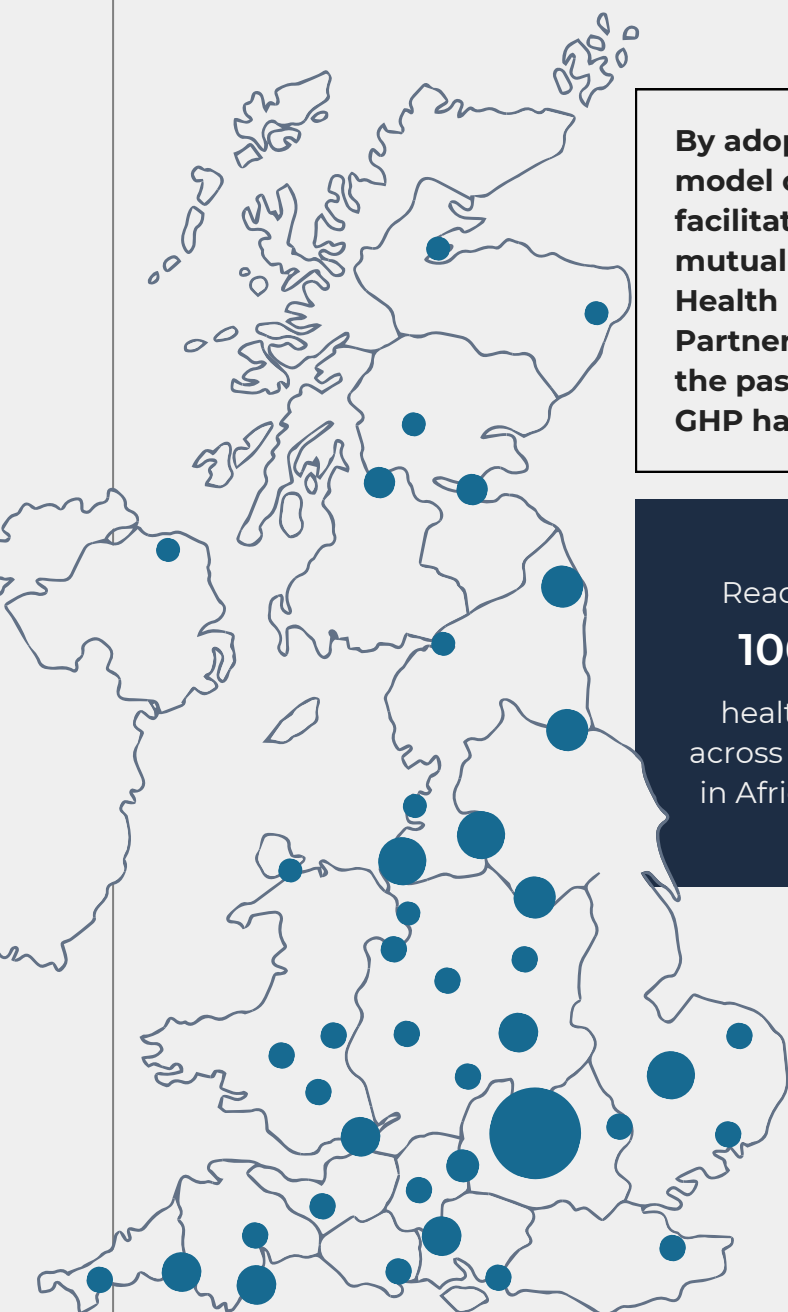 By adop
model
facilitat
mutual
Health
Partner
the pas
GHP ha
Reac
10
healt
across
in Afri